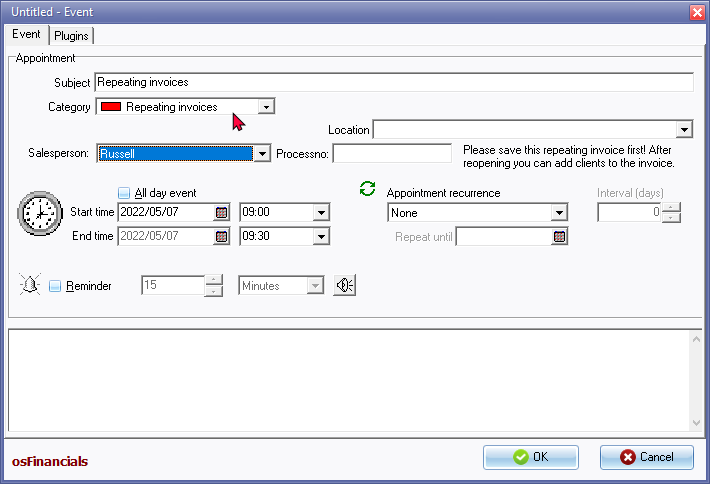 Untitled - Event
Event Plugins
Appointment
Subject Repeating invoices
Category Repeating invoices
Location
Salesperson: Russell Processno: Please save this repeating invoice first! After
reopening you can add clients to the invoice.
All day event Appointment recurrence Interval (days)
Start time 2022/05/07 09:00 None 0
End time 2022/05/07 09:30 Repeat until
Reminder 15 Minutes
osFinancials OK Cancel